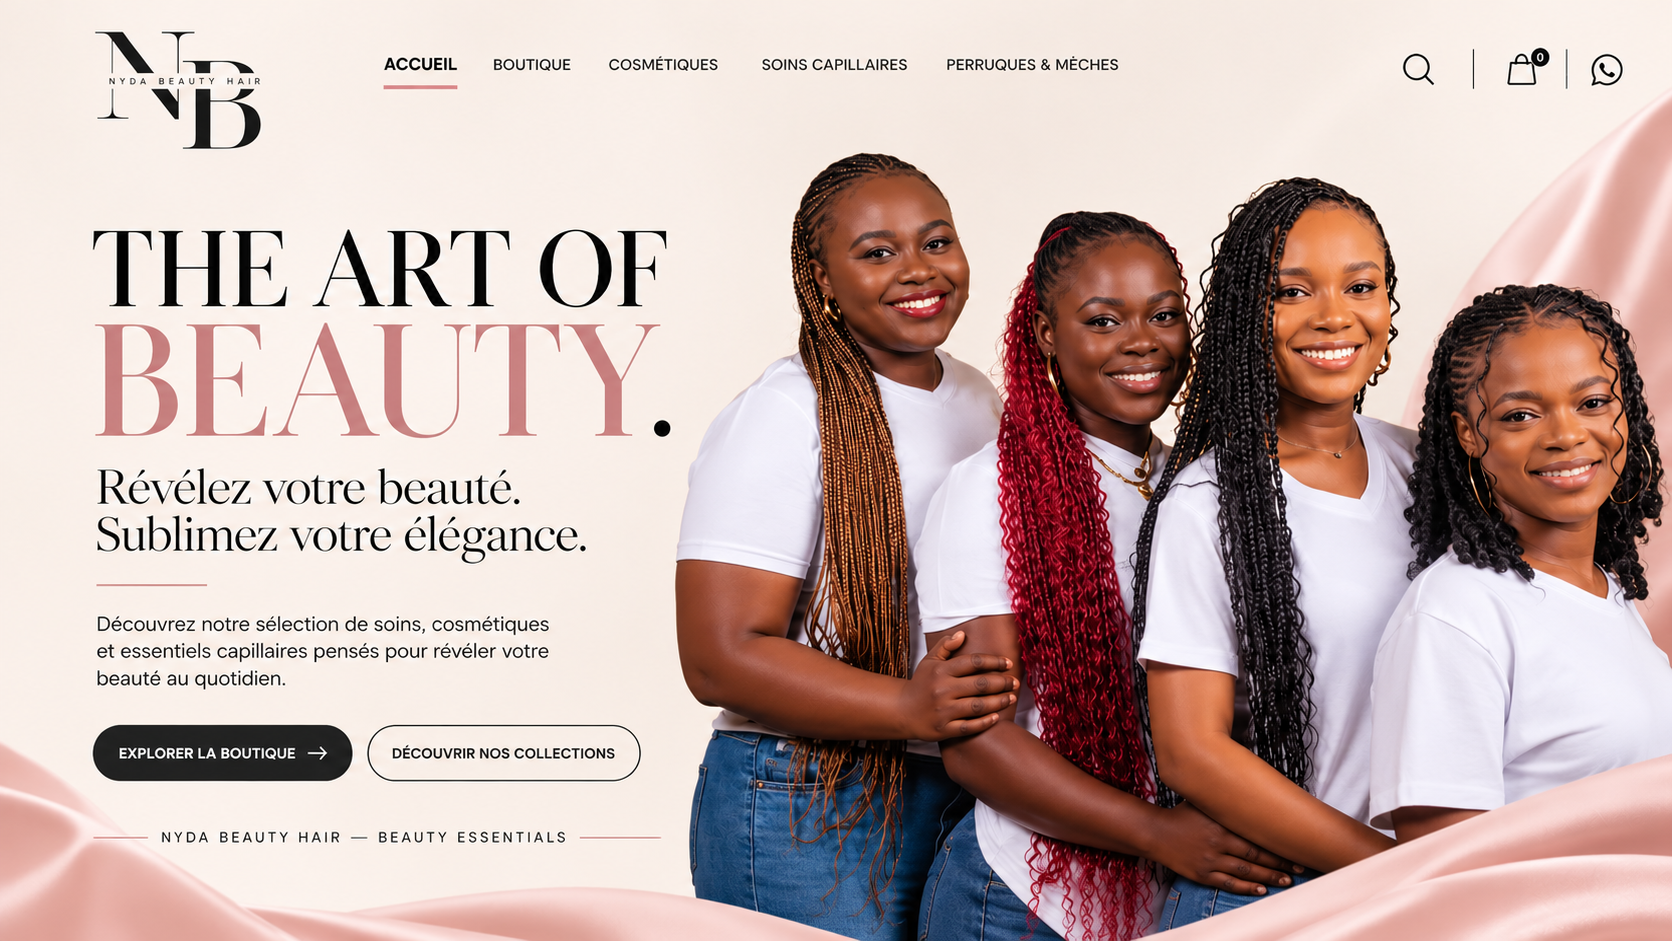 NB
NYDA BEAUTY HAIR
ACCUEIL
BOUTIQUE
COSMÉTIQUES
SOINS CAPILLAIRES
PERRUQUES & MÈCHES
0
THE ART OF
BEAUTY.
Révélez votre beauté.
Sublimez votre élégance.
Découvrez notre sélection de soins, cosmétiques
et essentiels capillaires pensés pour révéler votre
beauté au quotidien.
EXPLORER LA BOUTIQUE →
DÉCOUVRIR NOS COLLECTIONS
NYDA BEAUTY HAIR — BEAUTY ESSENTIALS